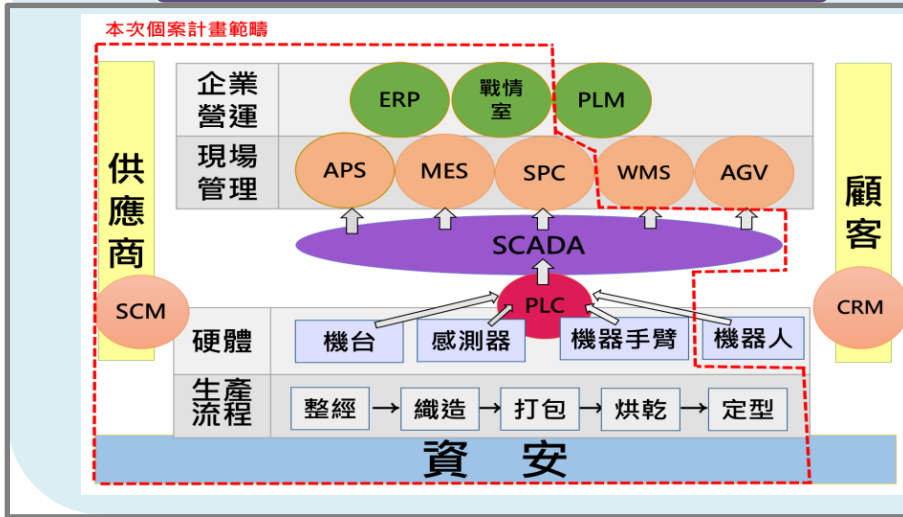 本次個案計畫範疇
企業
營運
ERP
戰情
室
PLM
現場
管理
APS
MES
SPC
WMS
AGV
供
應
商
SCM
顧
客
CRM
SCADA
PLC
硬體
機台
感測器
機器手臂
機器人
生產
流程
整經
織造
打包
烘乾
定型
資 安